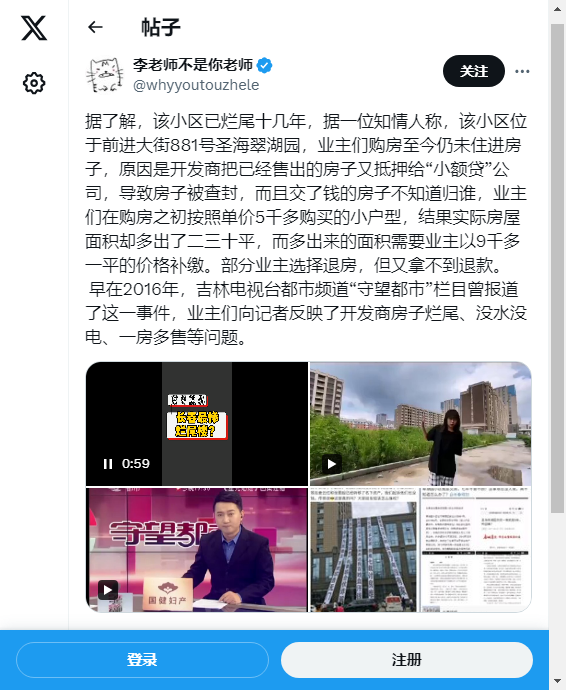 帖子
李老师不是你老师
@whyyoutouzhele
关注
据了解，该小区已烂尾十几年，据一位知情人称，该小区位
于前进大街881号圣海翠湖园，业主们购房至今仍未住进房
子，原因是开发商把已经售出的房子又抵押给“小额贷”公
司，导致房子被查封，而且交了钱的房子不知道归谁，业主
们在购房之初按照单价5千多购买的小户型，结果实际房屋
面积却多出了二三十平，而多出来的面积需要业主以9千多
一平的价格补缴。部分业主选择退房，但又拿不到退款。
早在2016年，吉林电视台都市频道“守望都市”栏目曾报道
了这一事件，业主们向记者反映了开发商房子烂尾、没水没
电、一房多售等问题。
长春最惨
烂尾楼？
0:59
守望都
国健妇产
登录
注册